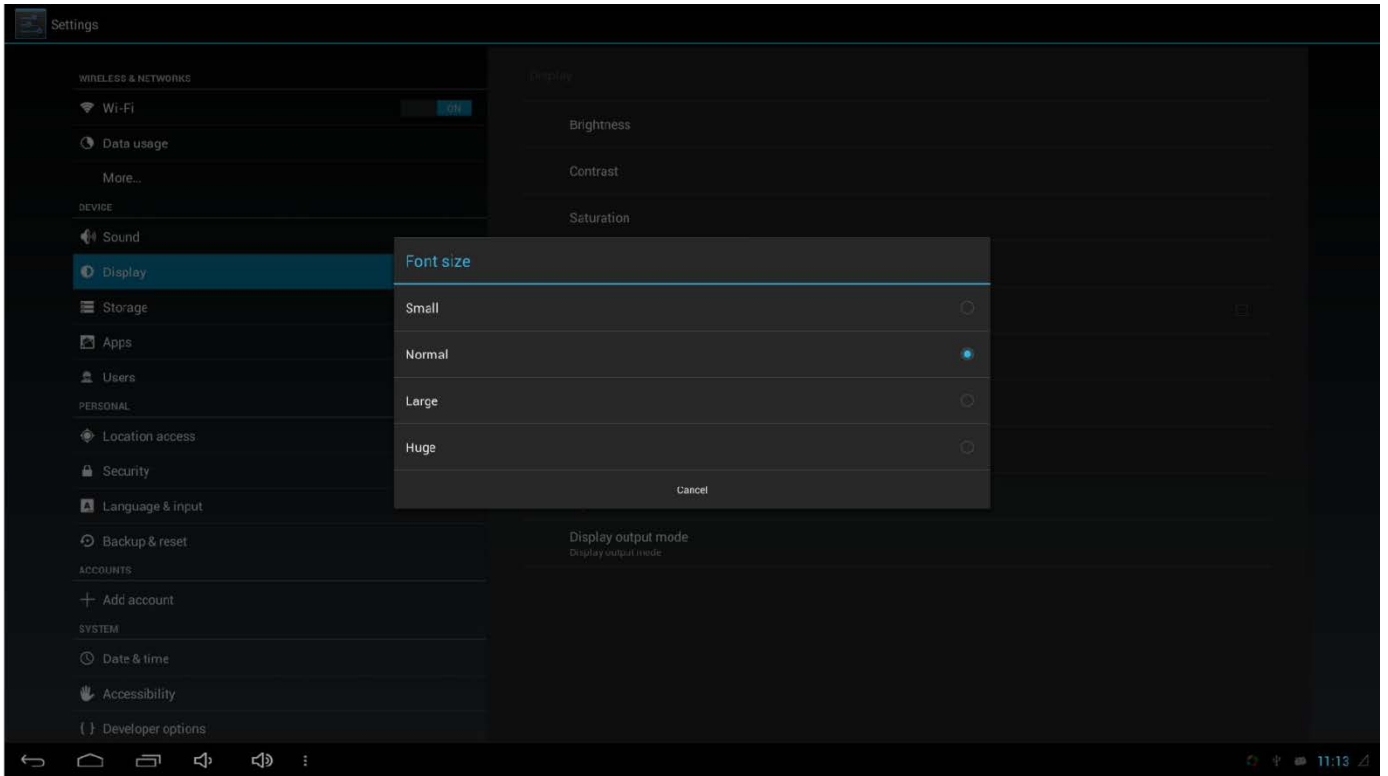 Settings
WIRELESS & NETWORKS
Wi-Fi
ON
Data usage
More...
DEVICE
Sound
Display
Storage
Apps
Users
PERSONAL
Location access
Security
Language & input
Backup & reset
ACCOUNTS
Add account
SYSTEM
Date & time
Accessibility
{ } Developer options
Display
Brightness
Contrast
Saturation
Font size
Small
Normal
Large
Huge
Cancel
Display output mode
Display output mode
11:13